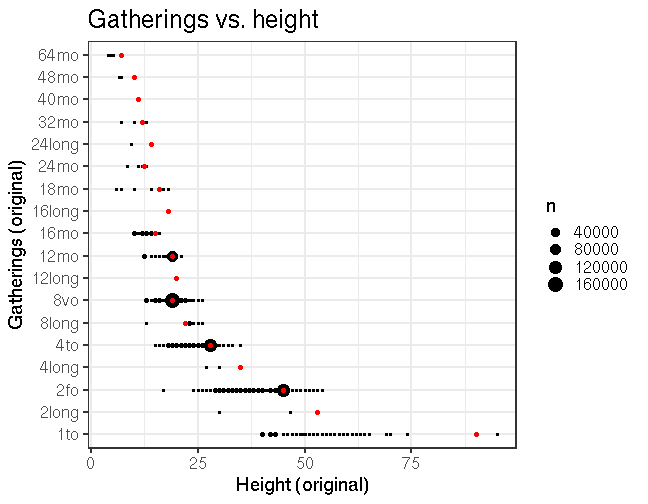 Gatherings vs. height
Gatherings (original)
64mo
48mo
40mo
32mo
24long
24mo
18mo
16long
16mo
12mo
12long
8vo
8long
4to
4long
2fo
2long
1to
0
25
50
75
Height (original)
n
40000
80000
120000
160000